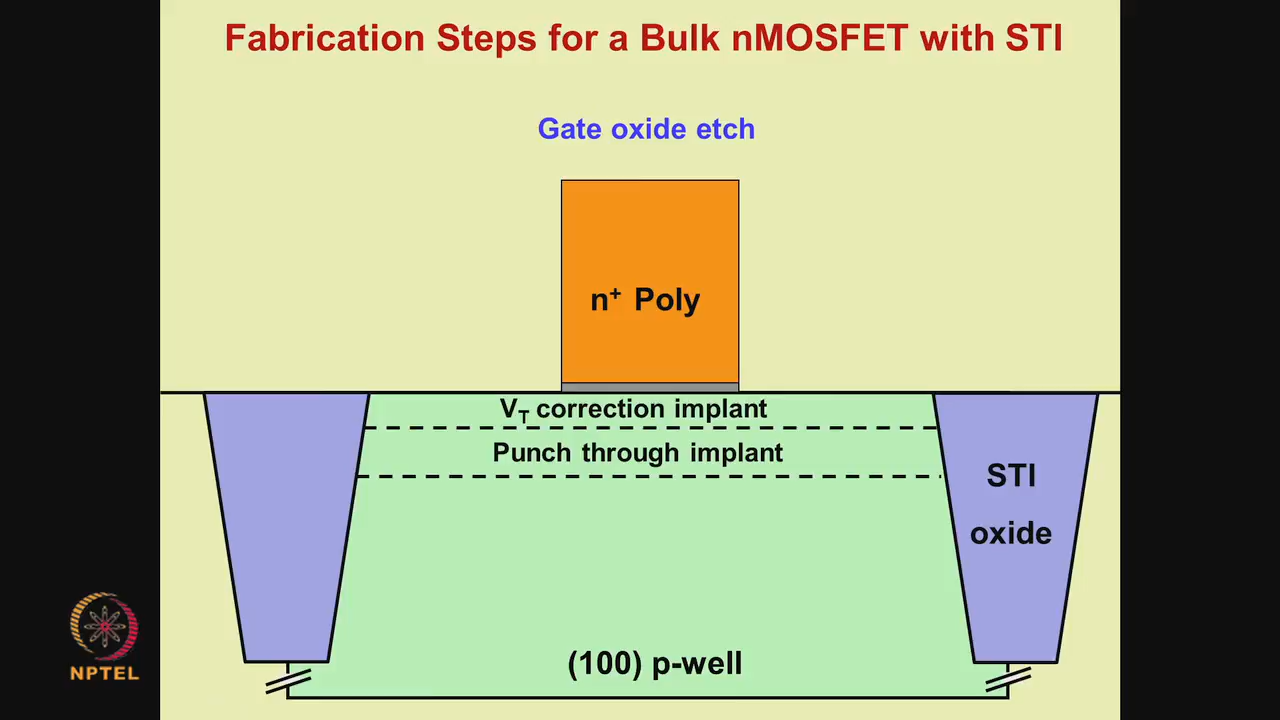 Fabrication Steps for a Bulk nMOSFET with STI
Gate oxide etch
n⁺ Poly
V_T correction implant
Punch through implant
STI
oxide
(100) p-well
NPTEL